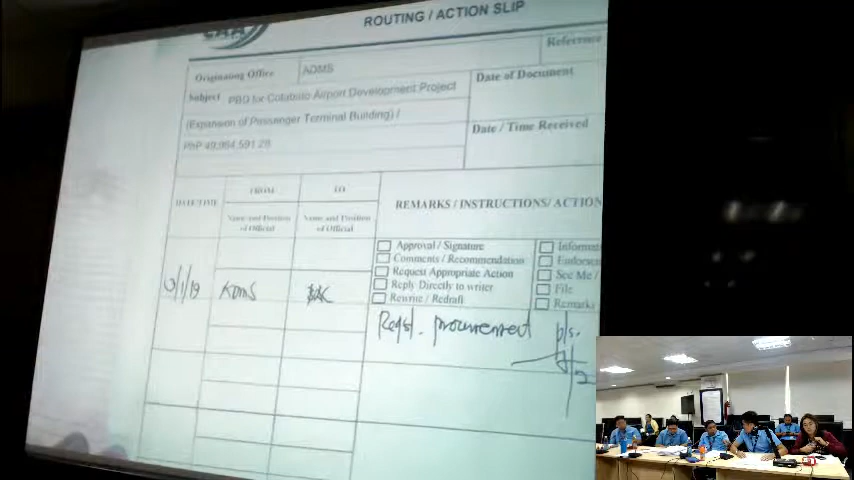 ROUTING / ACTION SLIP
Reference
Originating Office ADMS
Date of Document
Subject PBD for Cotabato Airport Development Project
(Expansion of Passenger Terminal Building) /
Date / Time Received
PhP 49,964,591.28
DATE/TIME FROM TO
REMARKS / INSTRUCTIONS/ ACTION
Name and Position of Official
Name and Position of Official
Approval / Signature
Comments / Recommendation
Request Appropriate Action
Reply Directly to writer
Rewrite / Redraft
See Me /
File
Remarks
procurement